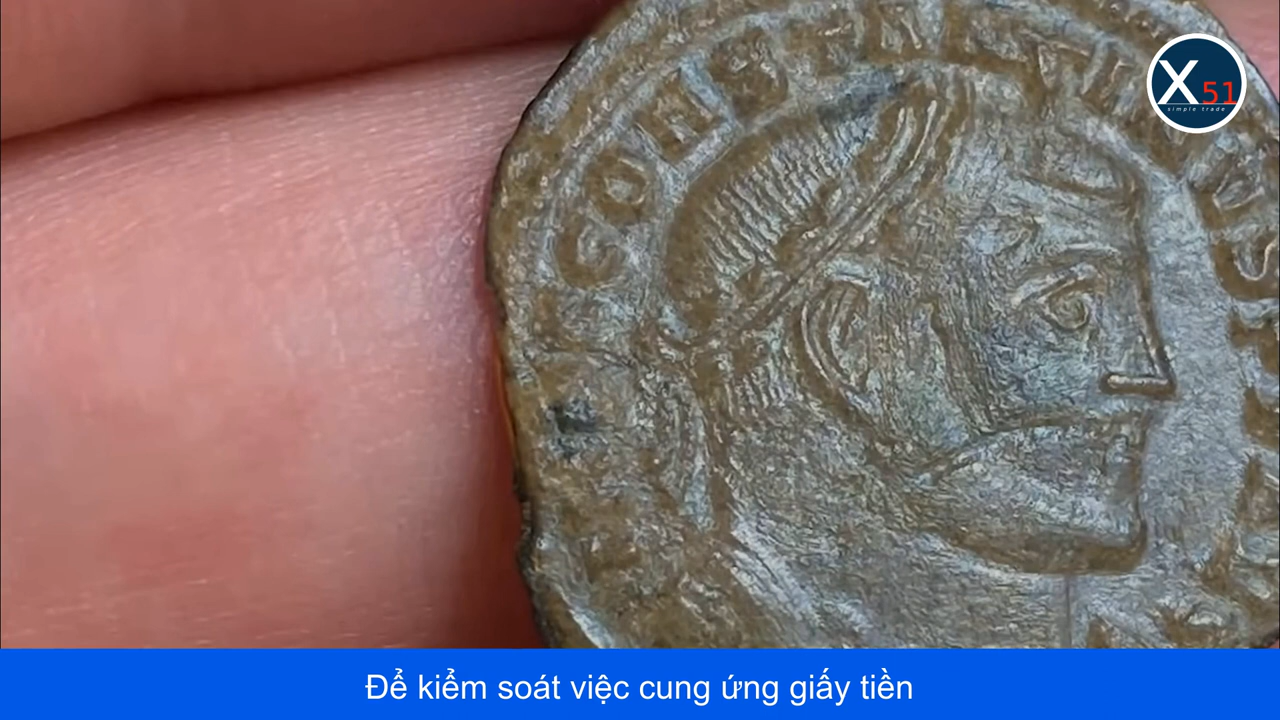 CONSTANTINVS
X51
simple trade
Để kiểm soát việc cung ứng giấy tiền